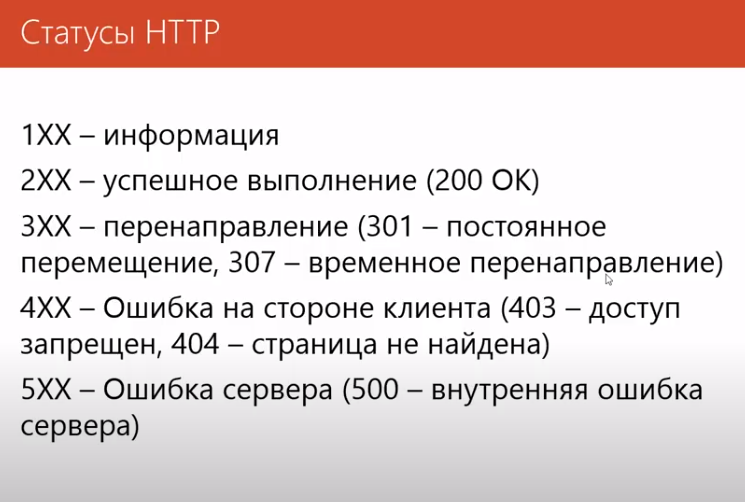 Статусы HTTP
1XX – информация
2XX – успешное выполнение (200 OK)
3XX – перенаправление (301 – постоянное
перемещение, 307 – временное перенаправление)
4XX – Ошибка на стороне клиента (403 – доступ
запрещен, 404 – страница не найдена)
5XX – Ошибка сервера (500 – внутренняя ошибка
сервера)